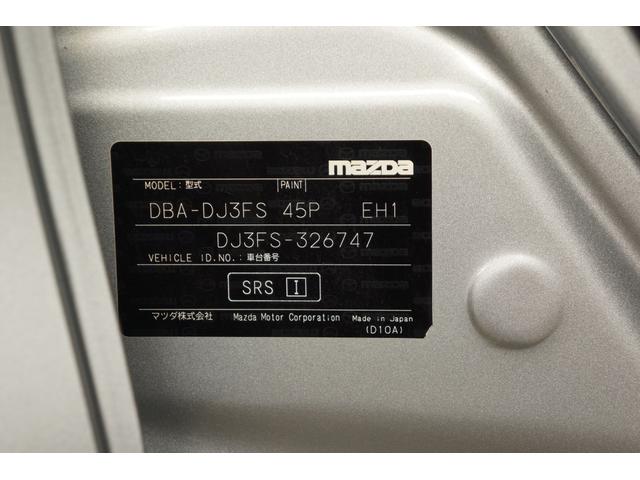 mazda
MODEL:型式 PAINT
DBA-DJ3FS 45P EH1
DJ3FS-326747
VEHICLE ID.NO.:車台番号
SRS I
マツダ株式会社 Mazda Motor Corporation Made in Japan
(D10A)